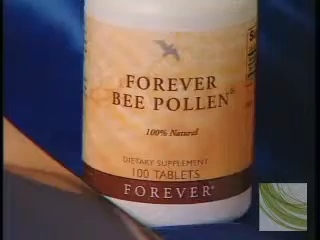 FOREVER
BEE POLLEN®
100% Natural
DIETARY SUPPLEMENT
100 TABLETS
FOREVER®